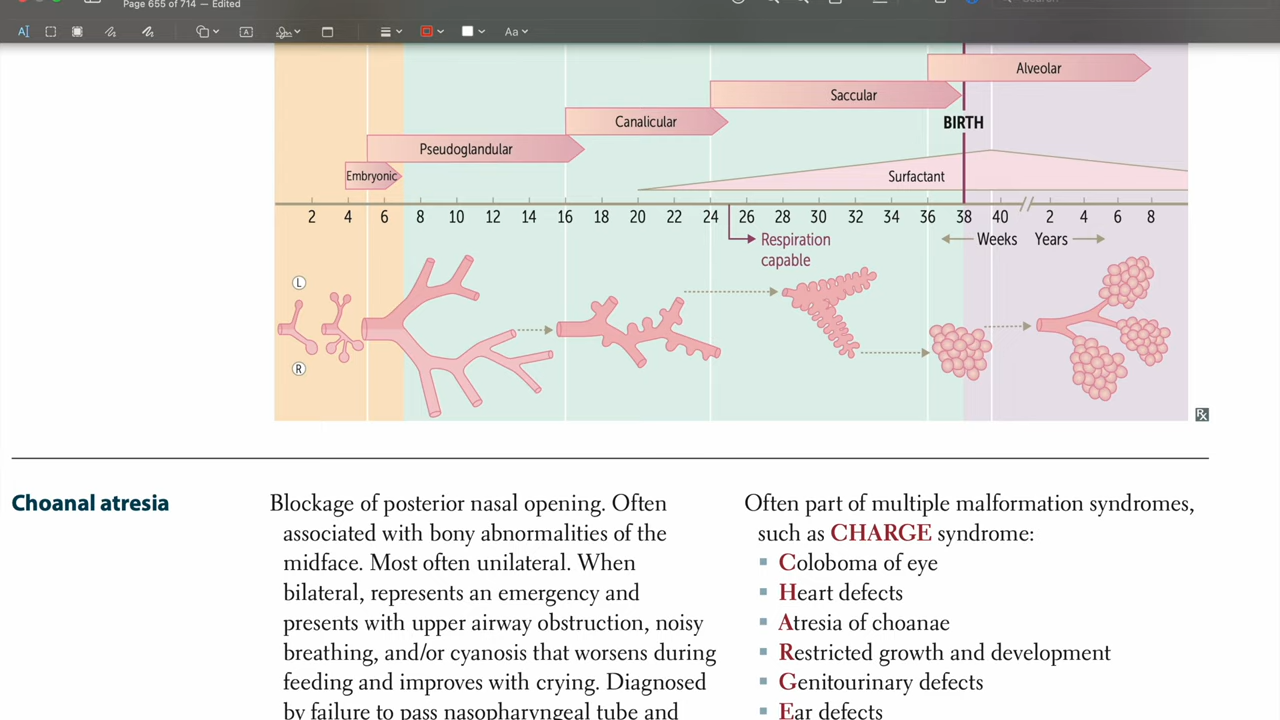 Page 655 of 714 — Edited
Search
Aa
Alveolar
Saccular
Canalicular
BIRTH
Pseudoglandular
Embryonic
Surfactant
2 4 6 8 10 12 14 16 18 20 22 24 26 28 30 32 34 36 38 40 2 4 6 8
Respiration
capable
Weeks Years
L
R
Rx
Choanal atresia
Blockage of posterior nasal opening. Often
associated with bony abnormalities of the
midface. Most often unilateral. When
bilateral, represents an emergency and
presents with upper airway obstruction, noisy
breathing, and/or cyanosis that worsens during
feeding and improves with crying. Diagnosed
by failure to pass nasopharyngeal tube and
Often part of multiple malformation syndromes,
such as CHARGE syndrome:
▪ Coloboma of eye
▪ Heart defects
▪ Atresia of choanae
▪ Restricted growth and development
▪ Genitourinary defects
▪ Ear defects